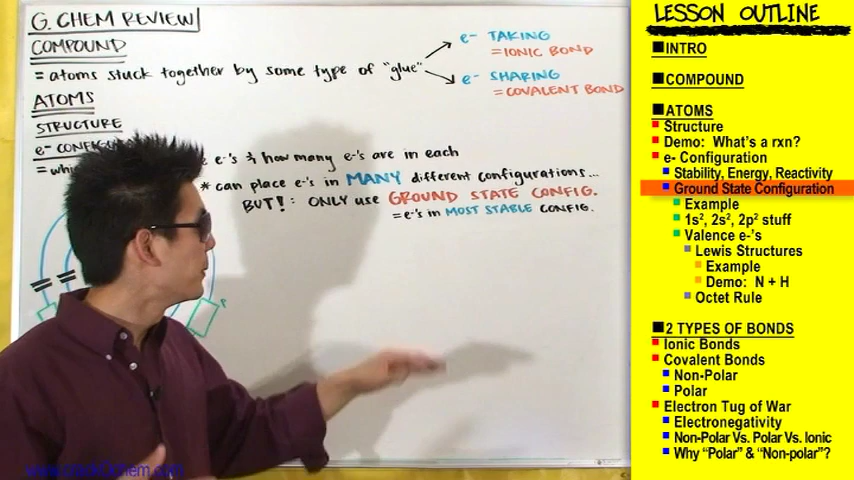 G. CHEM REVIEW
COMPOUND
= atoms stuck together by some type of "glue"
e- TAKING
= IONIC BOND
e- SHARING
= COVALENT BOND
ATOMS
STRUCTURE
e- CONFIGU
= whi e e-'s & how many e-'s are in each
* can place e-'s in MANY different configurations...
BUT!: ONLY use GROUND STATE CONFIG.
= e-'s in MOST STABLE CONFIG.
www.crackOchem.com
LESSON OUTLINE
INTRO
COMPOUND
ATOMS
Structure
Demo: What's a rxn?
e- Configuration
Stability, Energy, Reactivity
Ground State Configuration
Example
1s², 2s², 2p² stuff
Valence e-'s
Lewis Structures
Example
Demo: N + H
Octet Rule
2 TYPES OF BONDS
Ionic Bonds
Covalent Bonds
Non-Polar
Polar
Electron Tug of War
Electronegativity
Non-Polar Vs. Polar Vs. Ionic
Why "Polar" & "Non-polar"?